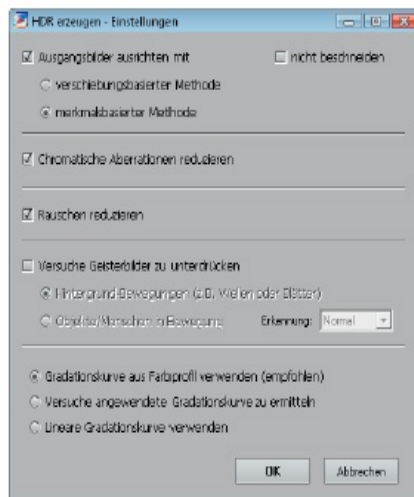 HDR erzeugen - Einstellungen
Ausgangsbilder ausrichten mit nicht beschneiden
verschiebungsbasierter Methode
merkmalsbasierter Methode
Chromatische Aberrationen reduzieren
Rauschen reduzieren
Versuche Geisterbilder zu unterdrücken
Hintergrund-Bewegungen (z.B. Wellen oder Blätter)
Objekte/Menschen in Bewegung Erkennung: Normal
Gradationskurve aus Farbprofil verwenden (empfohlen)
Versuche angewendete Gradationskurve zu ermitteln
Lineare Gradationskurve verwenden
OK Abbrechen